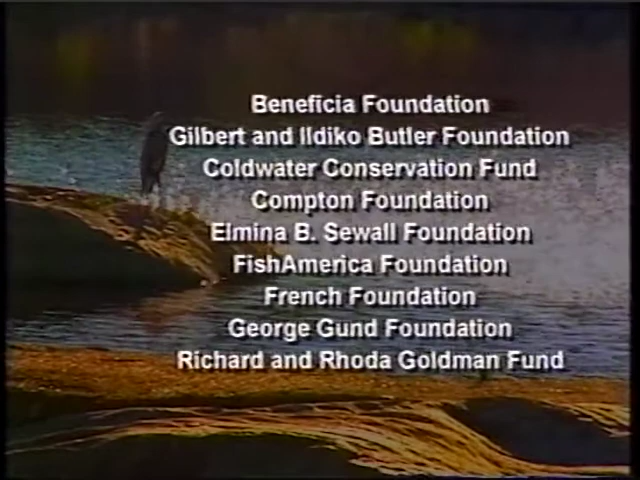 Beneficia Foundation
Gilbert and Ildiko Butler Foundation
Coldwater Conservation Fund
Compton Foundation
Elmina B. Sewall Foundation
FishAmerica Foundation
French Foundation
George Gund Foundation
Richard and Rhoda Goldman Fund